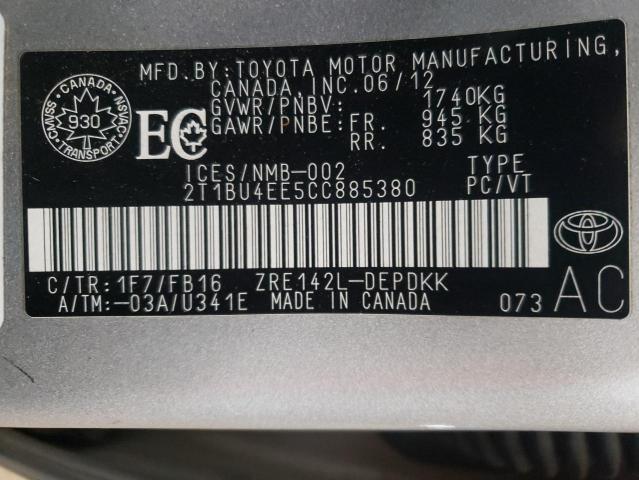 MFD. BY: TOYOTA MOTOR MANUFACTURING,
CANADA, INC. 06/12
GVWR/PNBV: 1740KG
GAWR/PNBE: FR. 945 KG
RR. 835 KG
CANADA
CMVSS NSVAC
930
TRANSPORT
EC
ICES/NMB-002
2T1BU4EE5CC885380
TYPE
PC/VT
C/TR: 1F7/FB16 ZRE142L-DEPDKK
A/TM:-03A/U341E MADE IN CANADA
073 AC